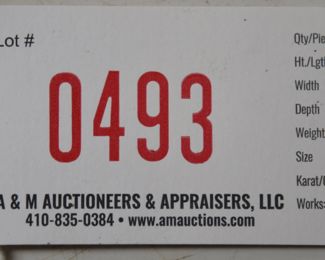 Lot #
0493
A & M AUCTIONEERS & APPRAISERS, LLC
410-835-0384 • www.amauctions.com
Qty/Pie
Ht./Lgt
Width
Depth
Weight
Size
Karat/
Works: